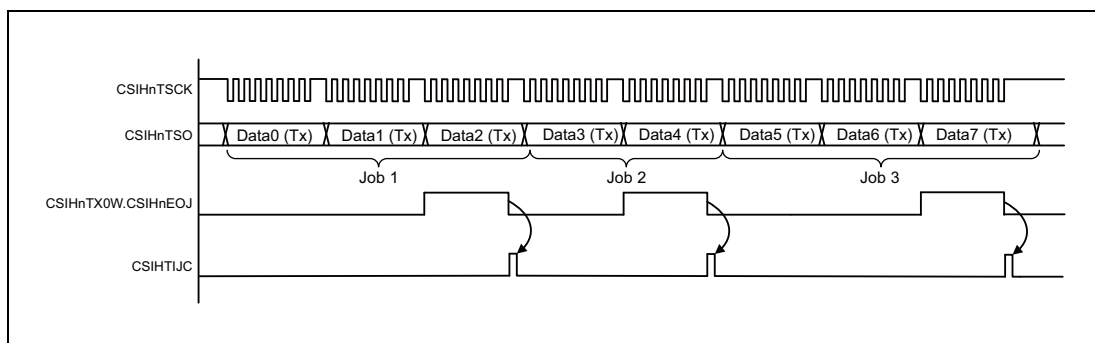 CSIHnTSCK
CSIHnTSO
Data0 (Tx) Data1 (Tx) Data2 (Tx) Data3 (Tx) Data4 (Tx) Data5 (Tx) Data6 (Tx) Data7 (Tx)
Job 1 Job 2 Job 3
CSIHnTX0W.CSIHnEOJ
CSIHTIJC